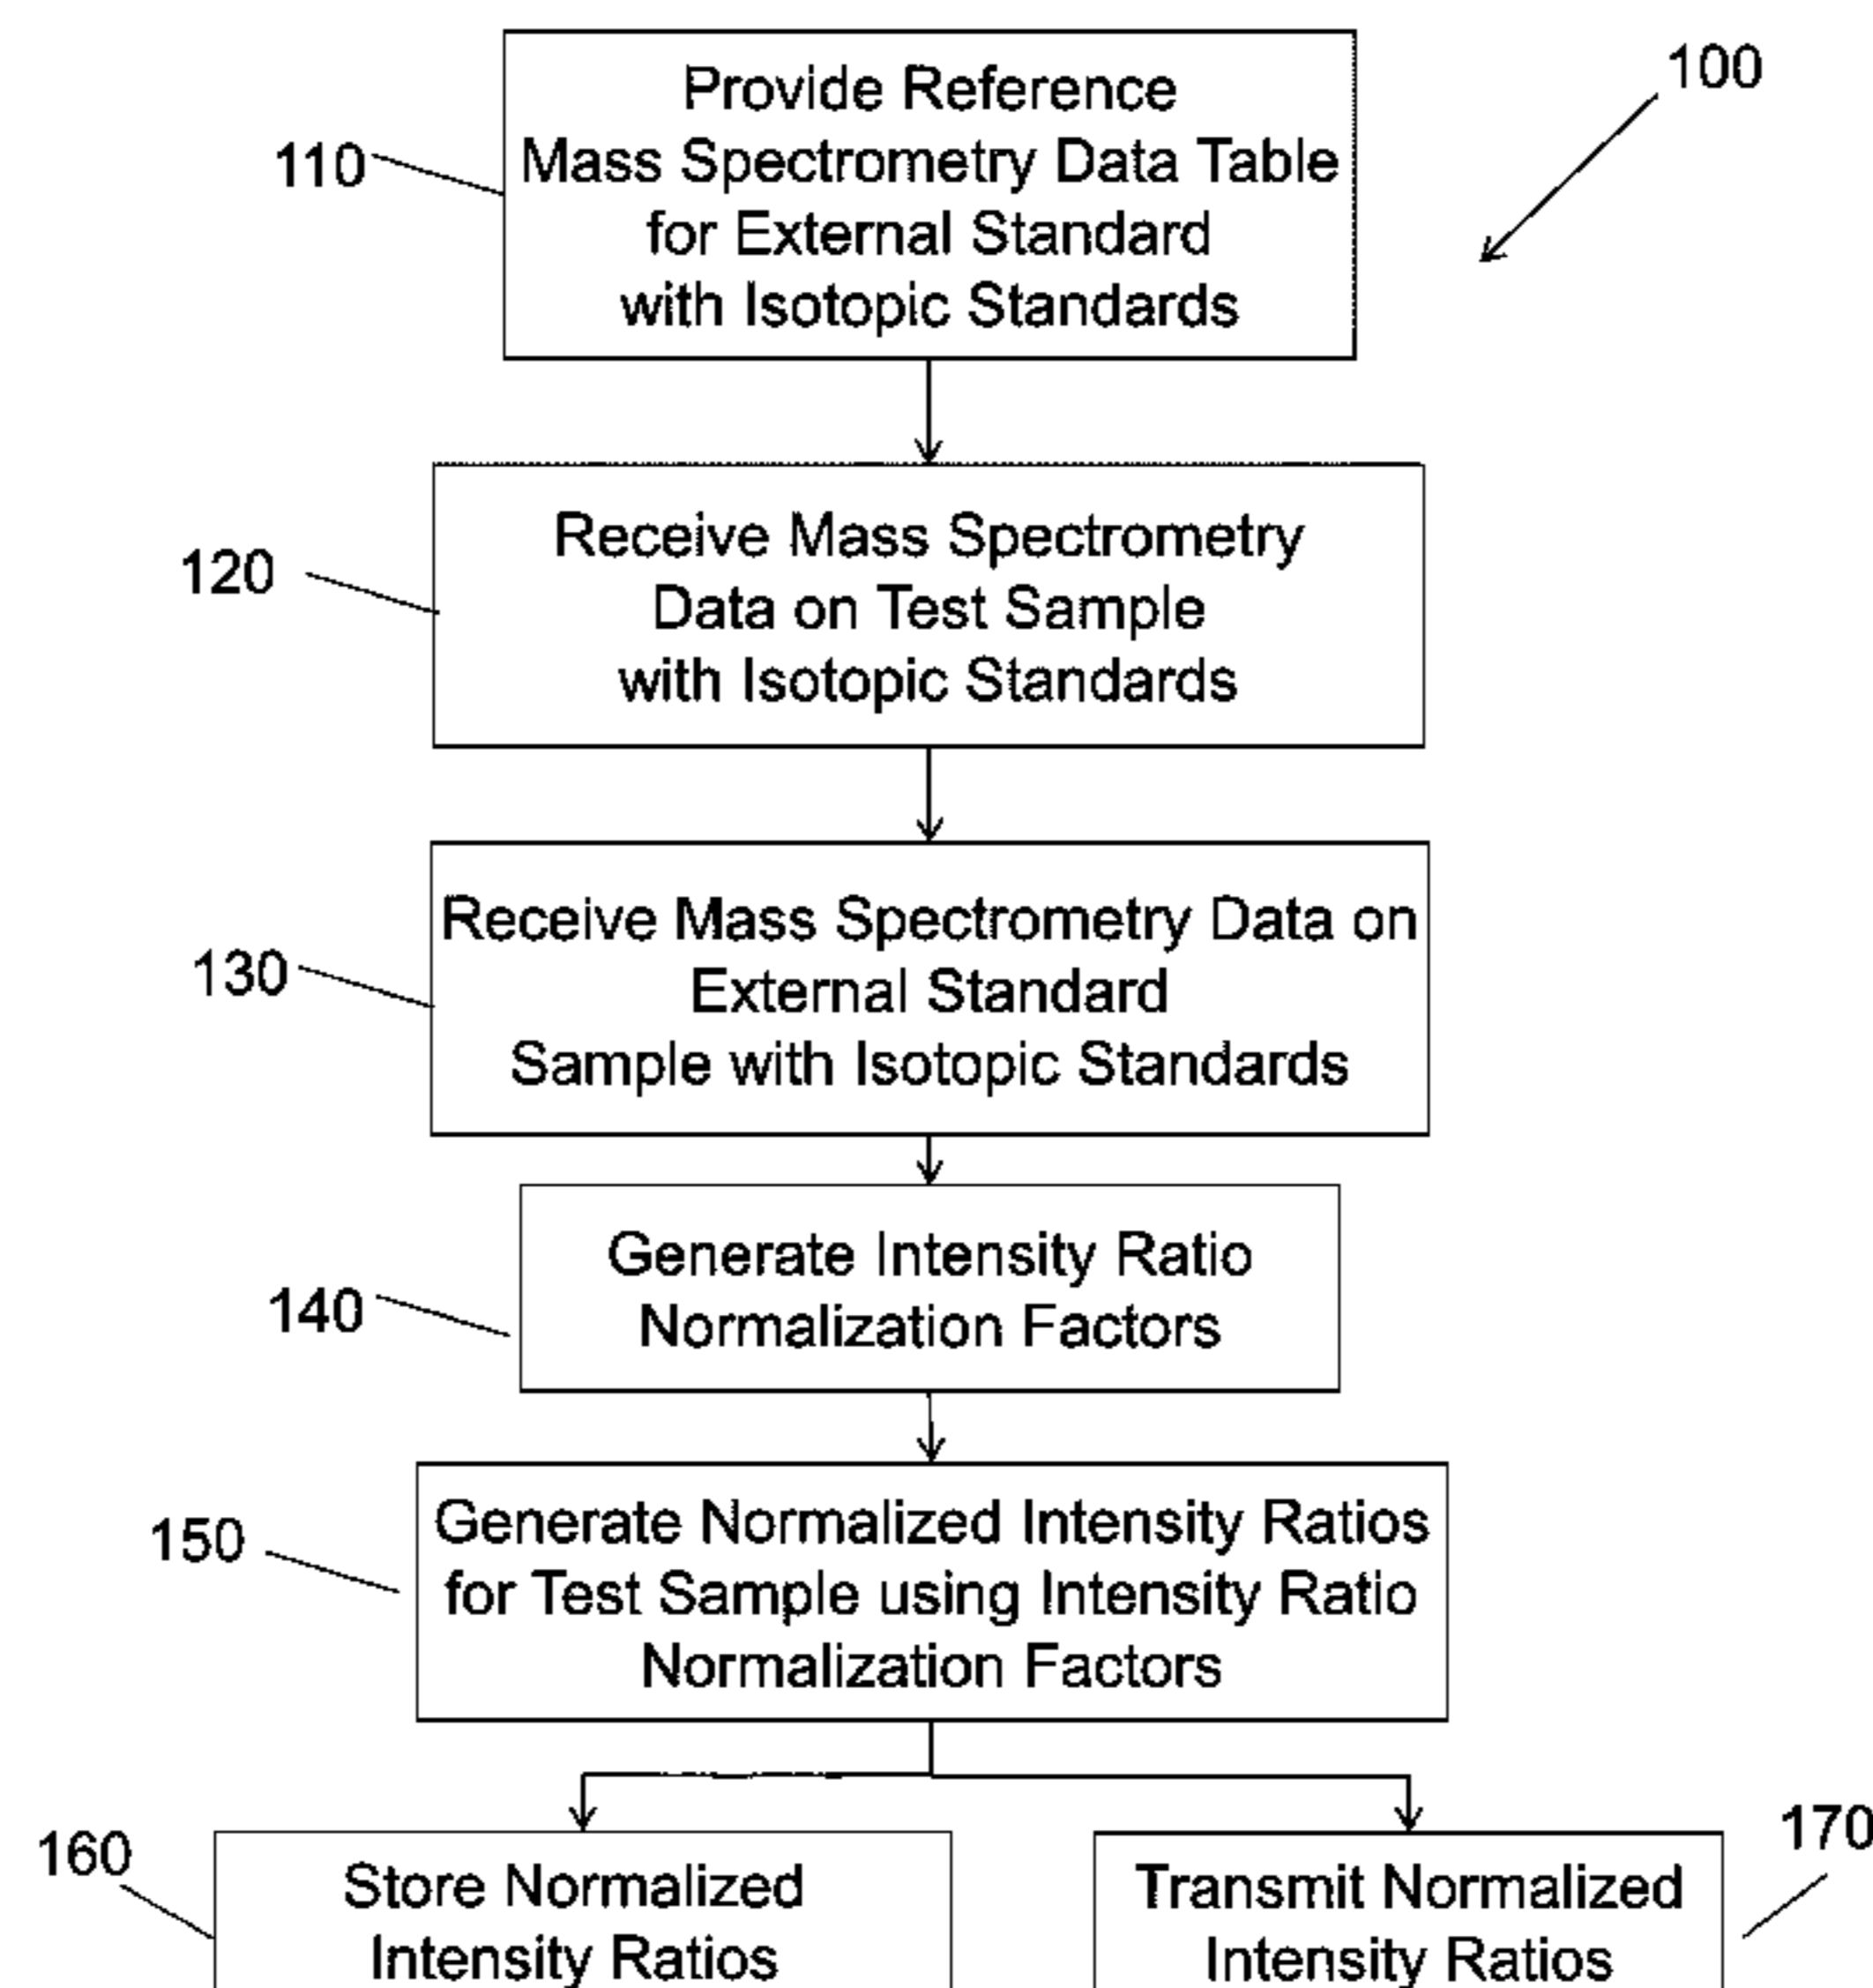 100
110
Provide Reference
Mass Spectrometry Data Table
for External Standard
with Isotopic Standards
120
Receive Mass Spectrometry
Data on Test Sample
with Isotopic Standards
130
Receive Mass Spectrometry Data on
External Standard
Sample with Isotopic Standards
140
Generate Intensity Ratio
Normalization Factors
150
Generate Normalized Intensity Ratios
for Test Sample using Intensity Ratio
Normalization Factors
160
Store Normalized
Intensity Ratios
170
Transmit Normalized
Intensity Ratios